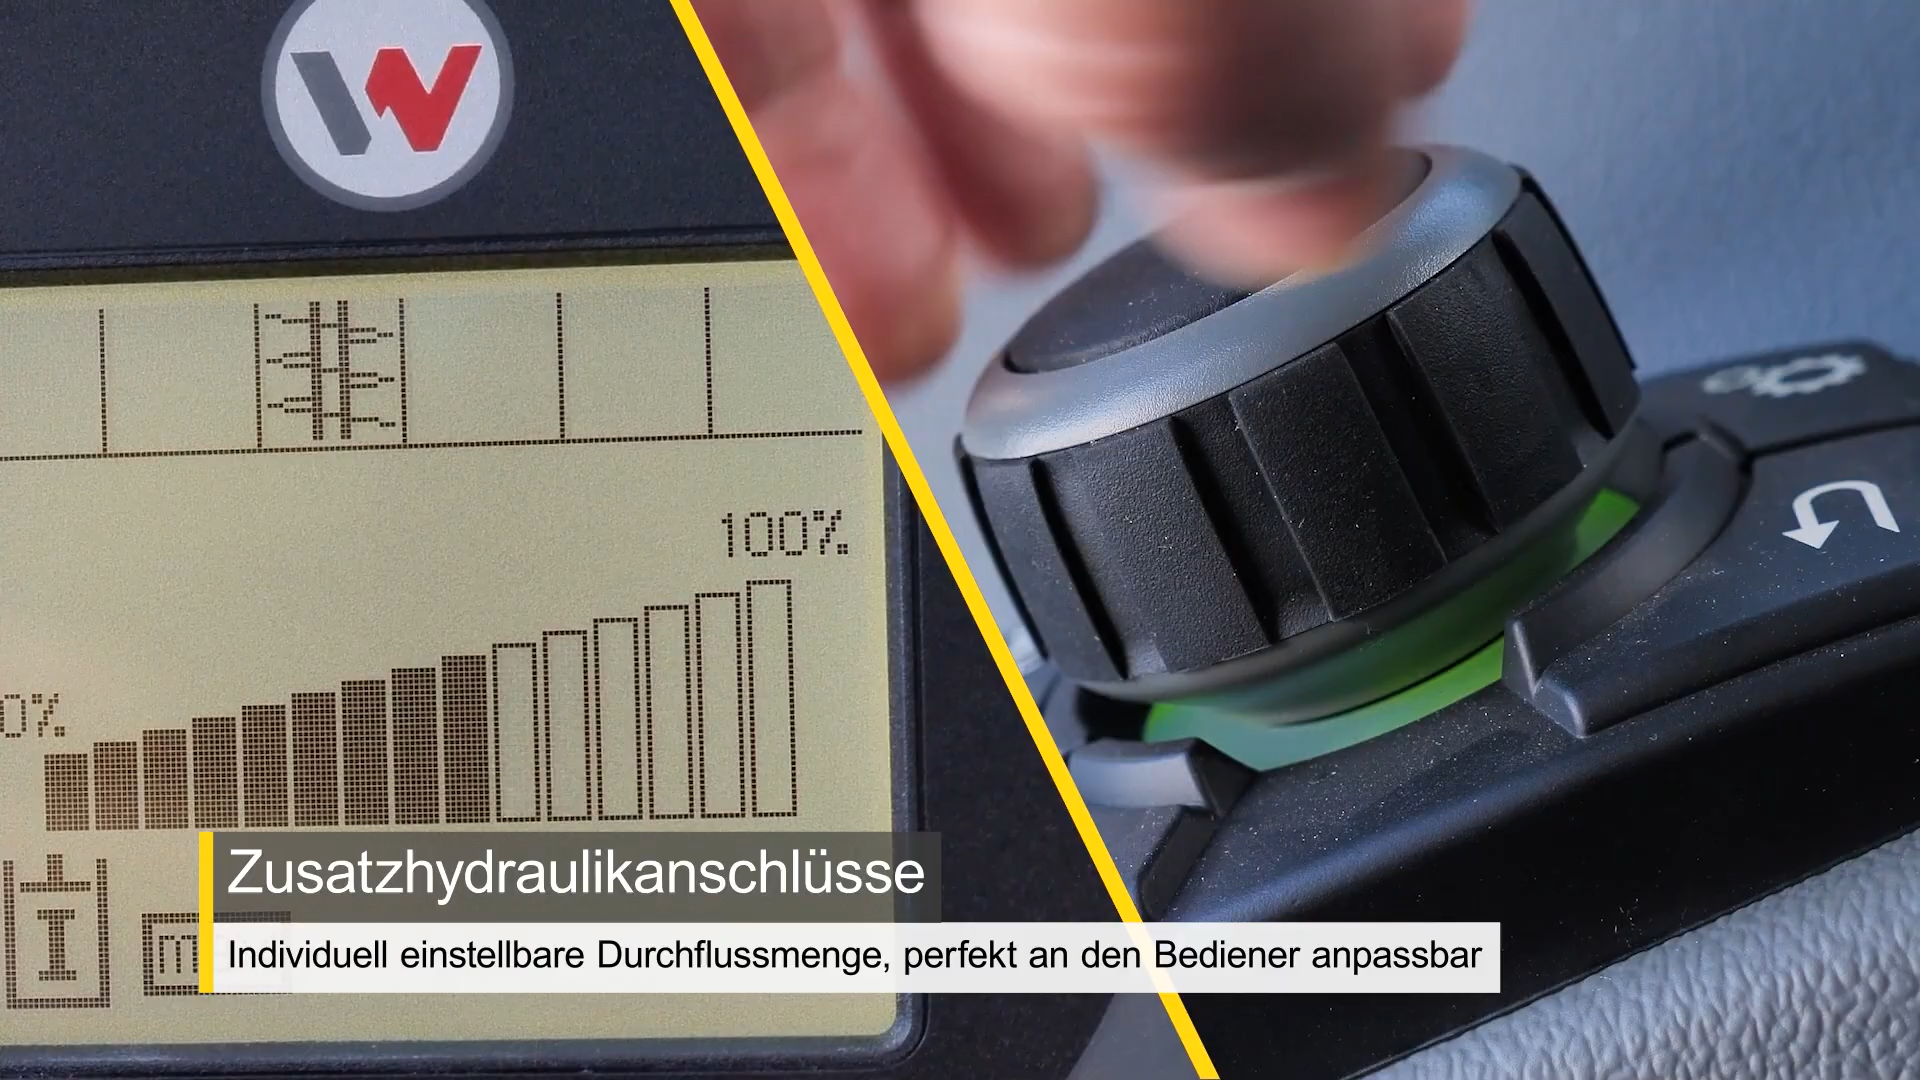 100%
0%
Zusatzhydraulikanschlüsse
Individuell einstellbare Durchflussmenge, perfekt an den Bediener anpassbar